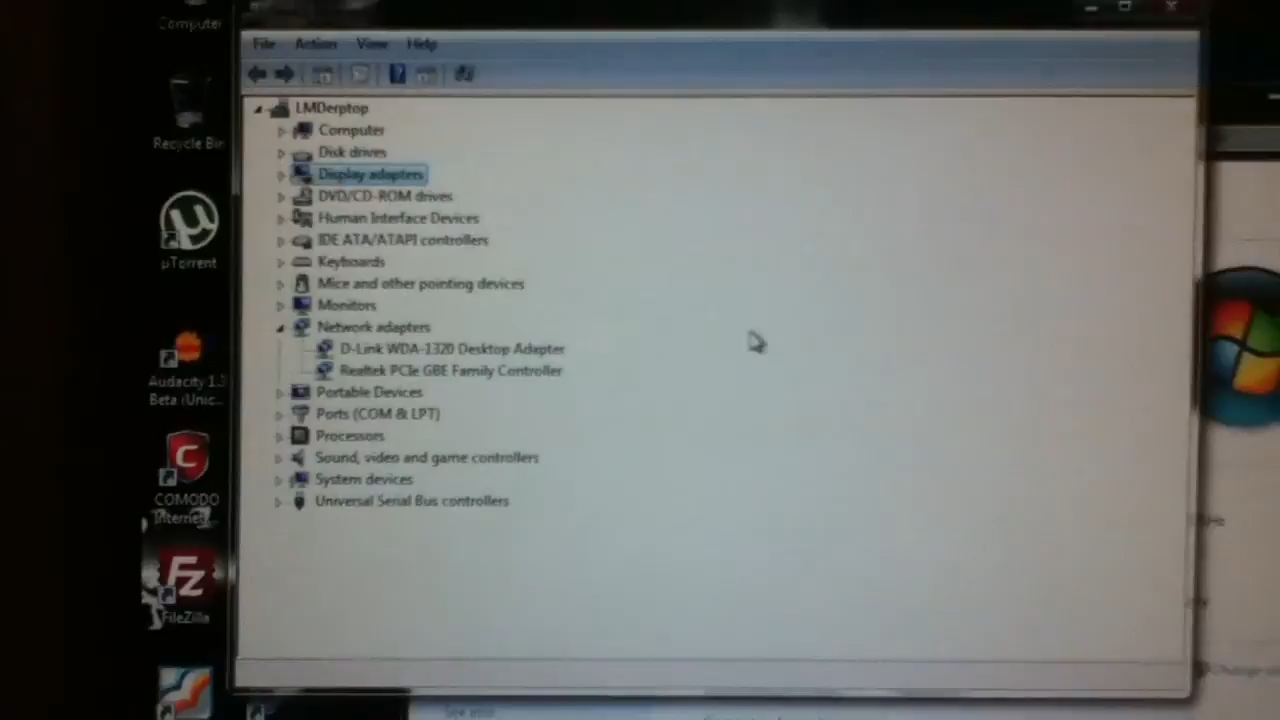 Computer
Recycle Bin
µTorrent
Audacity 1.3
Beta (Unic...
COMODO
Internet
FileZilla
File Action View Help
LMDerptop
Computer
Disk drives
Display adapters
DVD/CD-ROM drives
Human Interface Devices
IDE ATA/ATAPI controllers
Keyboards
Mice and other pointing devices
Monitors
Network adapters
D-Link WDA-1320 Desktop Adapter
Realtek PCIe GBE Family Controller
Portable Devices
Ports (COM & LPT)
Processors
Sound, video and game controllers
System devices
Universal Serial Bus controllers
See also